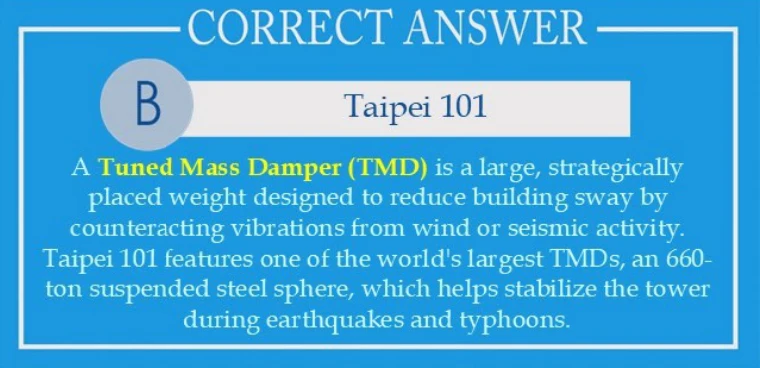 CORRECT ANSWER
B
Taipei 101
A Tuned Mass Damper (TMD) is a large, strategically
placed weight designed to reduce building sway by
counteracting vibrations from wind or seismic activity.
Taipei 101 features one of the world's largest TMDs, an 660-
ton suspended steel sphere, which helps stabilize the tower
during earthquakes and typhoons.